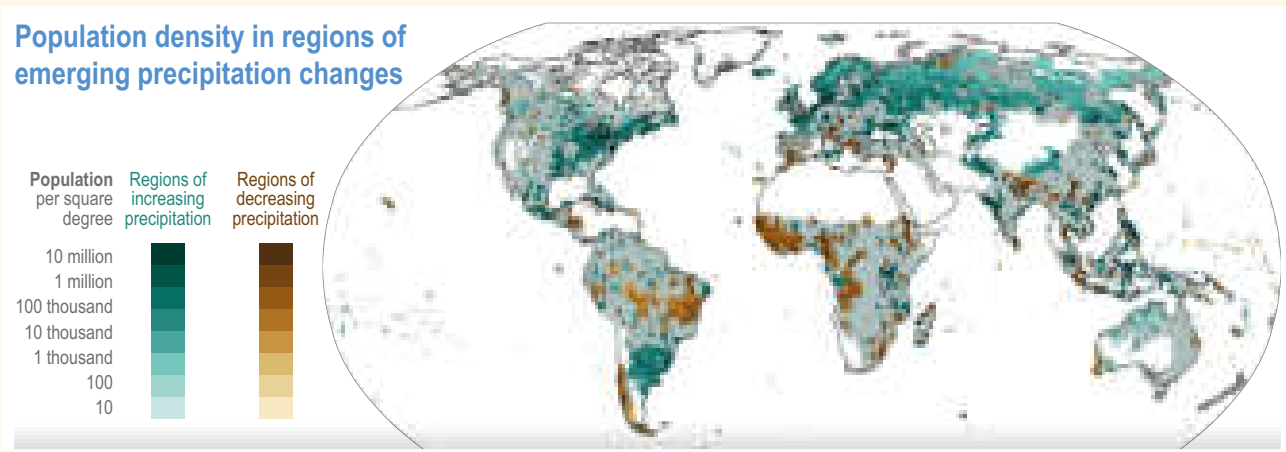 Population density in regions of
emerging precipitation changes
Population
per square
degree
Regions of
increasing
precipitation
Regions of
decreasing
precipitation
10 million
1 million
100 thousand
10 thousand
1 thousand
100
10